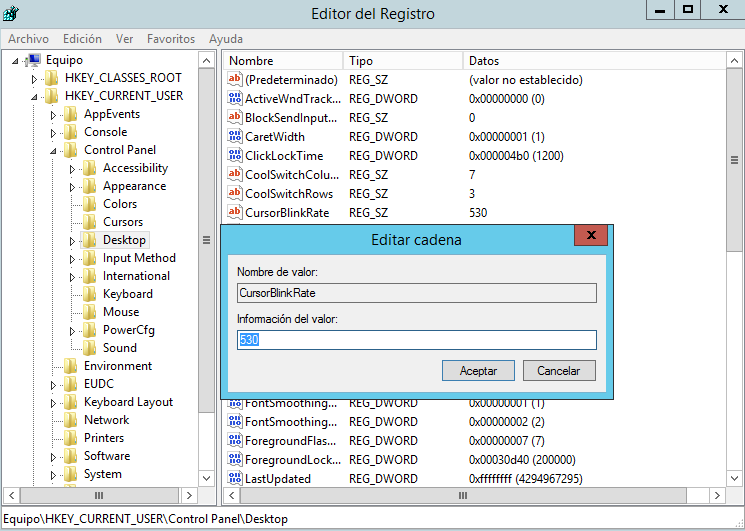 Editor del Registro
Archivo Edición Ver Favoritos Ayuda
Equipo
HKEY_CLASSES_ROOT
HKEY_CURRENT_USER
AppEvents
Console
Control Panel
Accessibility
Appearance
Colors
Cursors
Desktop
Input Method
International
Keyboard
Mouse
PowerCfg
Sound
Environment
EUDC
Keyboard Layout
Network
Printers
Software
System
Nombre Tipo Datos
(Predeterminado) REG_SZ (valor no establecido)
ActiveWndTrack... REG_DWORD 0x00000000 (0)
BlockSendInput... REG_SZ 0
CaretWidth REG_DWORD 0x00000001 (1)
ClickLockTime REG_DWORD 0x000004b0 (1200)
CoolSwitchColu... REG_SZ 7
CoolSwitchRows REG_SZ 3
CursorBlinkRate REG_SZ 530
Editar cadena
Nombre de valor:
CursorBlinkRate
Información del valor:
530
Aceptar Cancelar
FontSmoothing... REG_DWORD 0x00000001 (1)
FontSmoothing... REG_DWORD 0x00000002 (2)
ForegroundFlas... REG_DWORD 0x00000007 (7)
ForegroundLock... REG_DWORD 0x00030d40 (200000)
LastUpdated REG_DWORD 0xffffffff (4294967295)
Equipo\HKEY_CURRENT_USER\Control Panel\Desktop